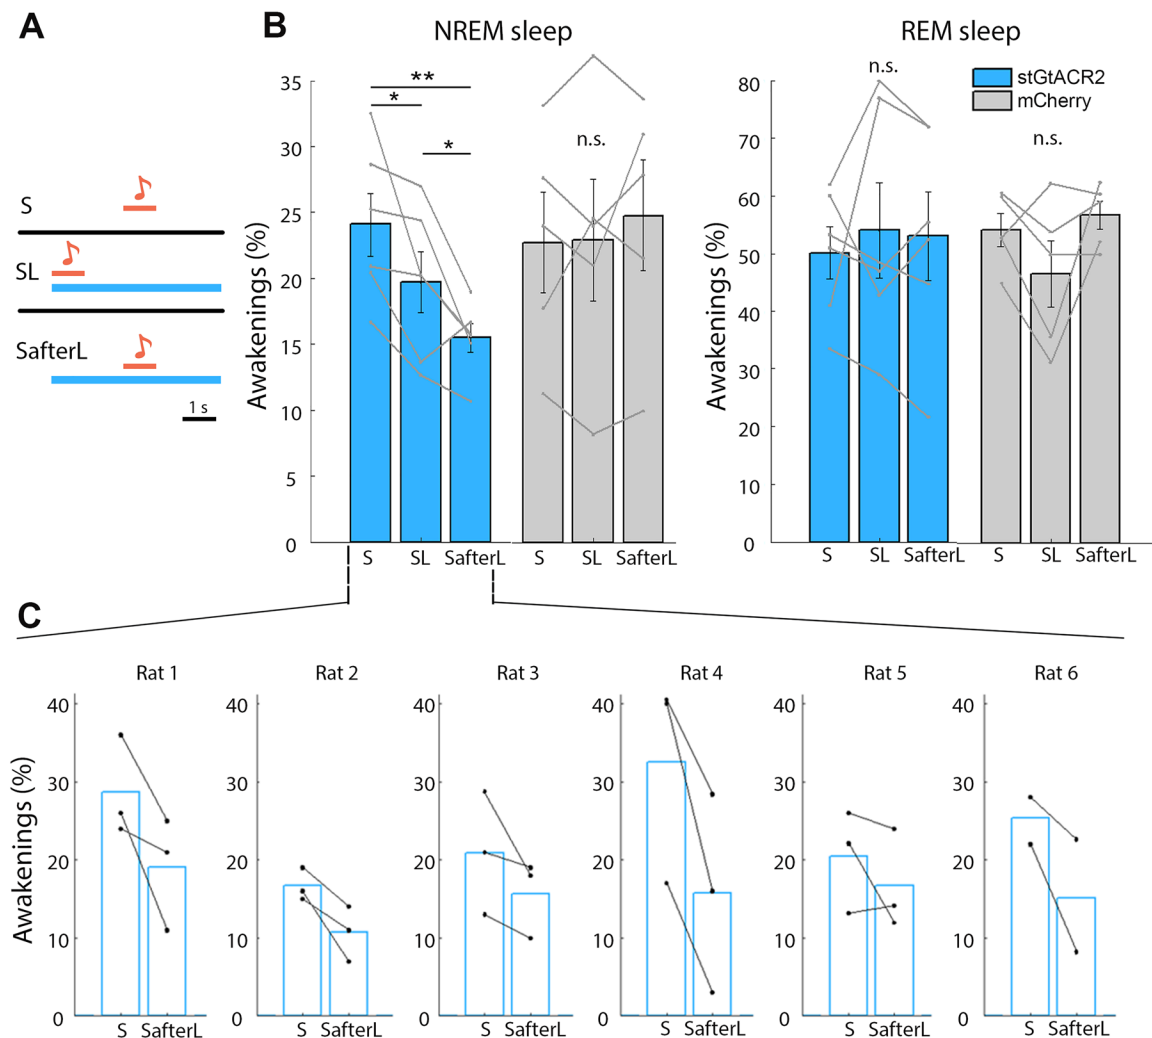 A
S
SL
SafterL
1 s
B
NREM sleep
REM sleep
stGtACR2
mCherry
Awakenings (%)
35
30
25
20
15
10
5
0
**
*
*
n.s.
S SL SafterL S SL SafterL
Awakenings (%)
80
70
60
50
40
30
20
10
0
n.s.
n.s.
S SL SafterL S SL SafterL
C
Rat 1
Rat 2
Rat 3
Rat 4
Rat 5
Rat 6
Awakenings (%)
40
30
20
10
0
S SafterL
40
30
20
10
0
S SafterL
40
30
20
10
0
S SafterL
40
30
20
10
0
S SafterL
40
30
20
10
0
S SafterL
40
30
20
10
0
S SafterL